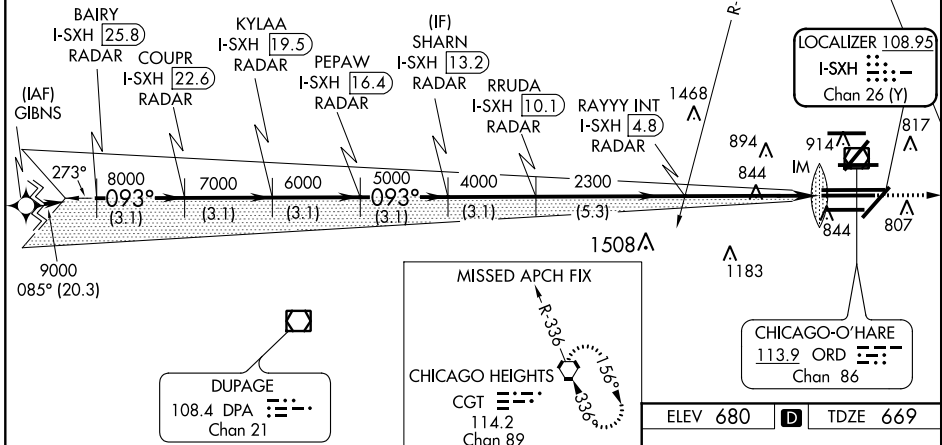 BAIRY
I-SXH 25.8
RADAR
COUPR
I-SXH 22.6
RADAR
KYLAA
I-SXH 19.5
RADAR
PEPAW
I-SXH 16.4
RADAR
(IF)
SHARN
I-SXH 13.2
RADAR
RRUDA
I-SXH 10.1
RADAR
RAYYY INT
I-SXH 4.8
RADAR
R-
LOCALIZER 108.95
I-SXH
Chan 26 (Y)
(IAF)
GIBNS
273°
8000
093°
(3.1)
7000
(3.1)
6000
(3.1)
5000
093°
(3.1)
4000
(3.1)
2300
(5.3)
9000
085° (20.3)
1468
894
844
914
817
IM
844
807
1508
1183
DUPAGE
108.4 DPA
Chan 21
MISSED APCH FIX
R-336
CHICAGO HEIGHTS
CGT
114.2
Chan 89
156°
336°
CHICAGO-O'HARE
113.9 ORD
Chan 86
ELEV 680 D TDZE 669